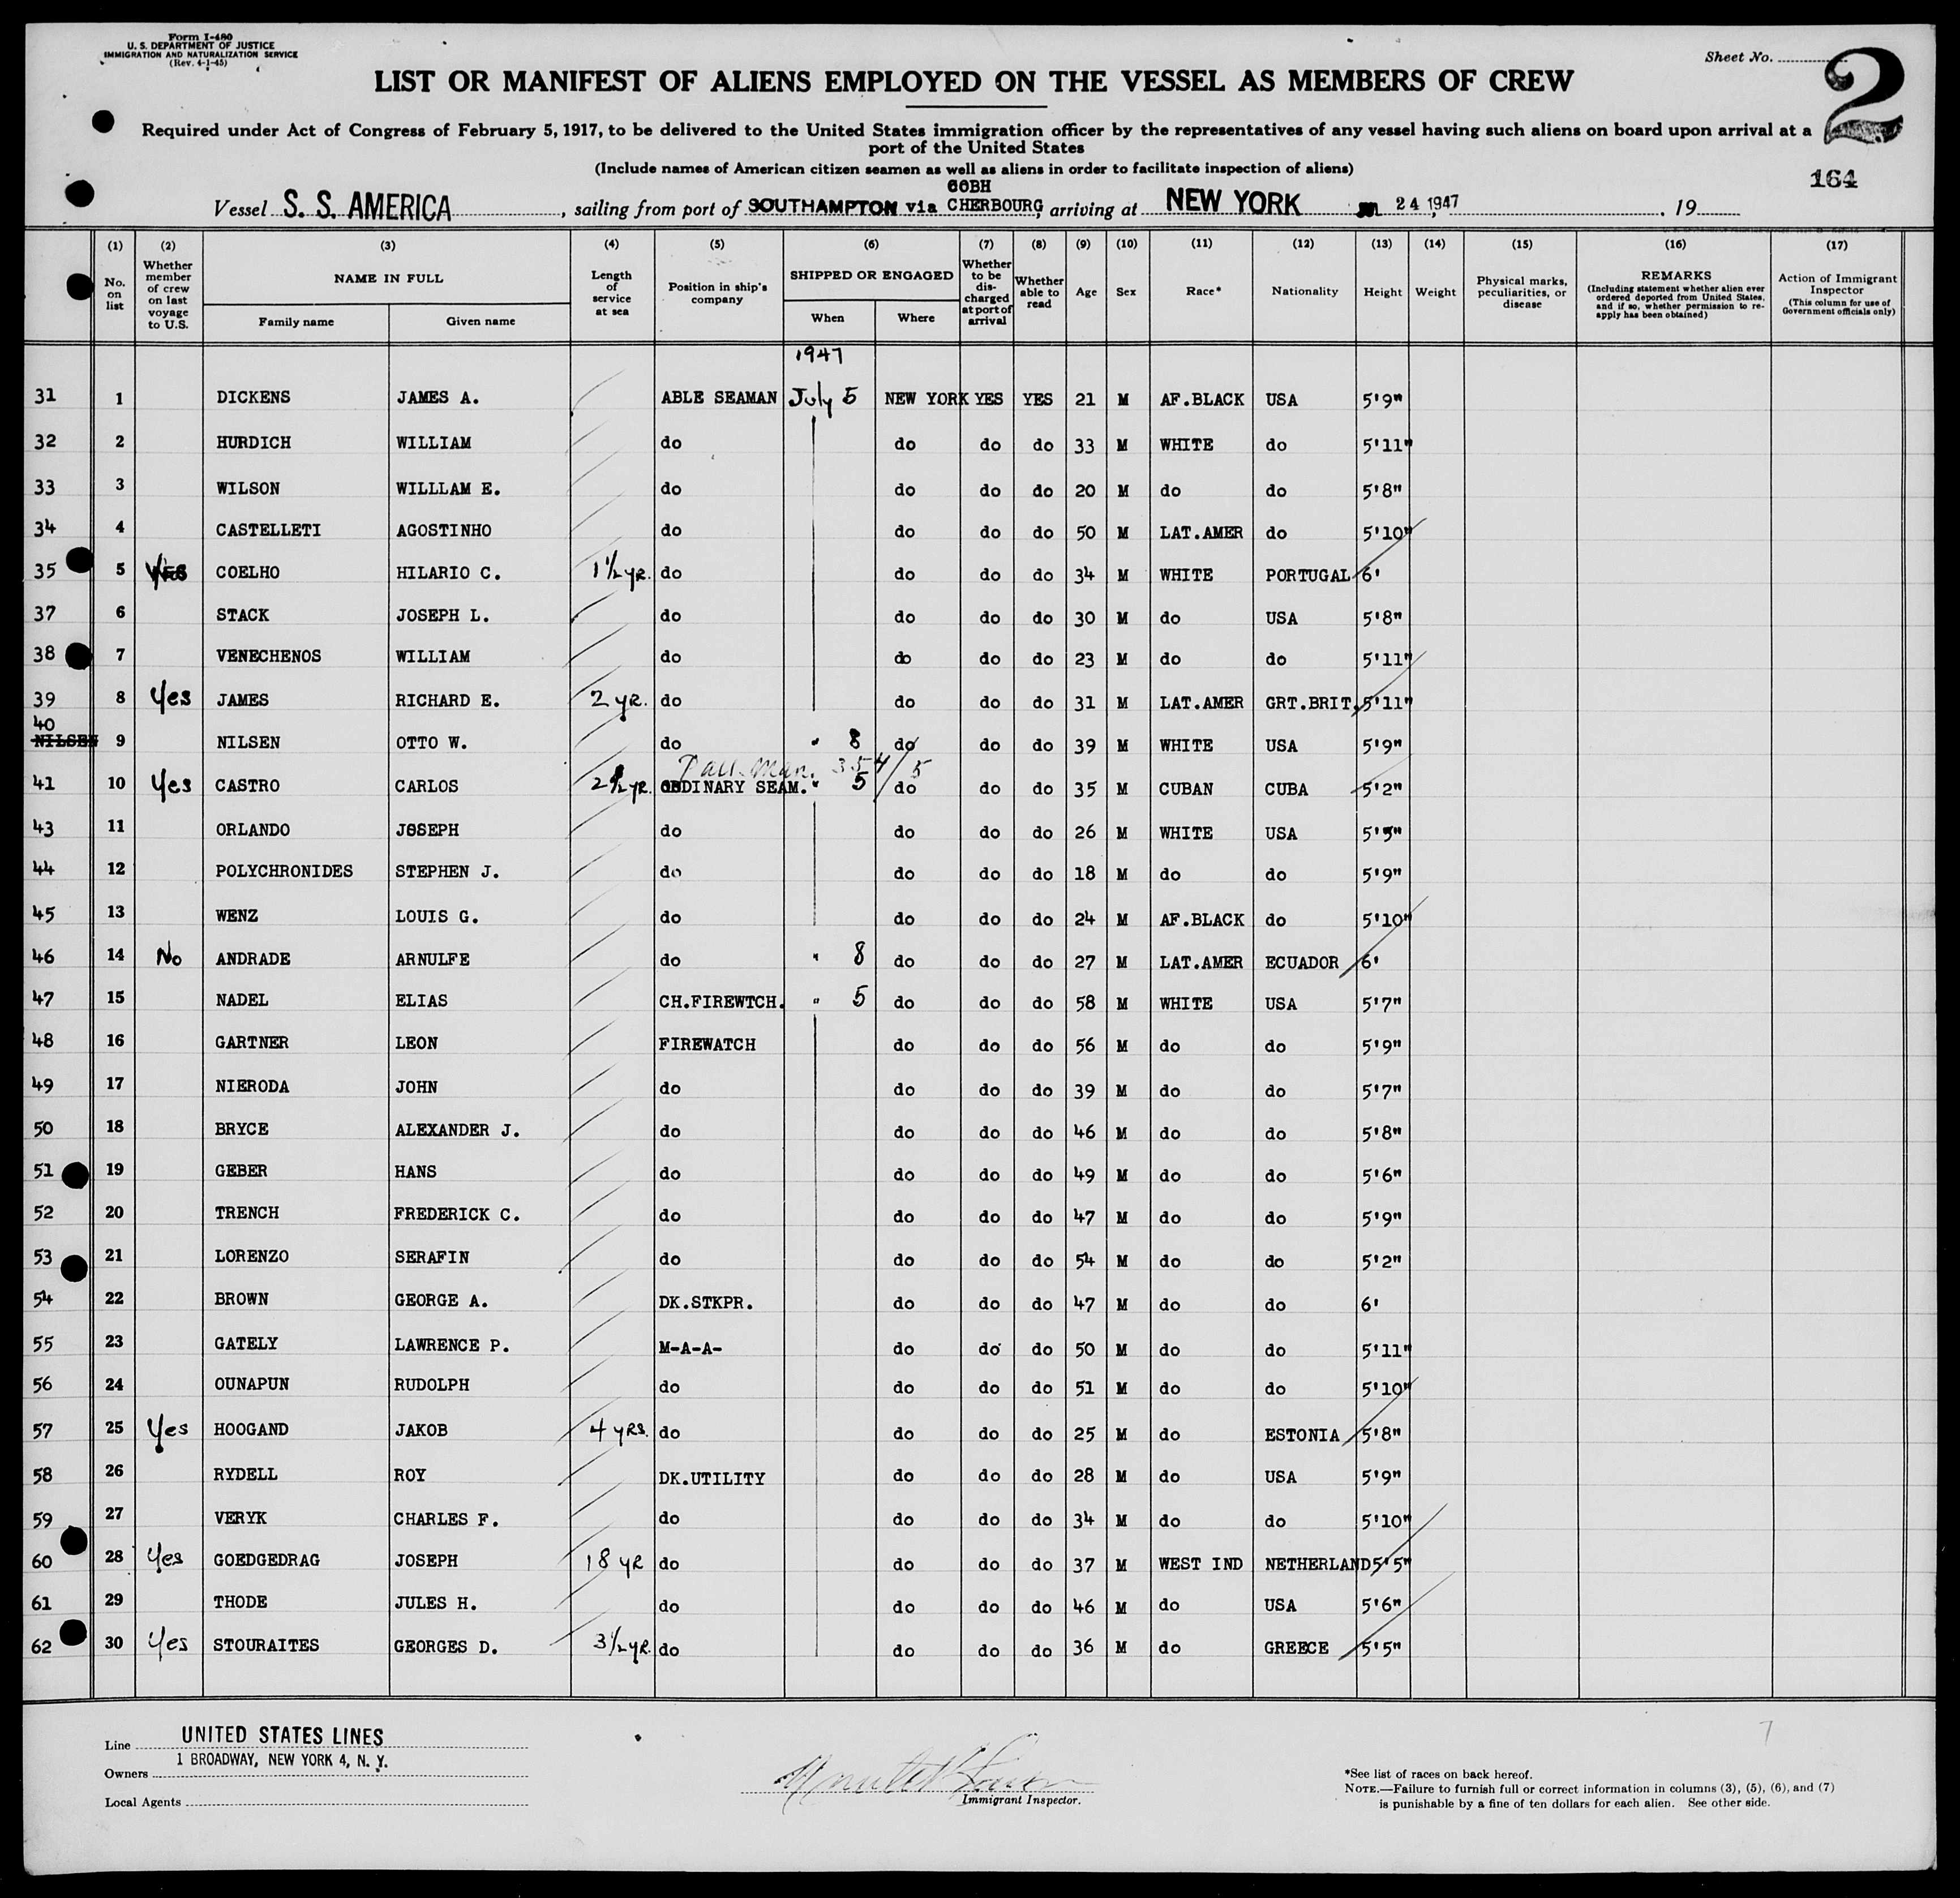 Form I-480
U. S. DEPARTMENT OF JUSTICE
IMMIGRATION AND NATURALIZATION SERVICE
(Rev. 4-1-45)
Sheet No. 2
LIST OR MANIFEST OF ALIENS EMPLOYED ON THE VESSEL AS MEMBERS OF CREW
Required under Act of Congress of February 5, 1917, to be delivered to the United States immigration officer by the representatives of any vessel having such aliens on board upon arrival at a
port of the United States
(Include names of American citizen seamen as well as aliens in order to facilitate inspection of aliens)
164
COBH
Vessel S. S. AMERICA, sailing from port of SOUTHAMPTON via CHERBOURG, arriving at NEW YORK 24 1947, 19
(1) (2) (3) (4) (5) (6) (7) (8) (9) (10) (11) (12) (13) (14) (15) (16) (17)
No. on list
Whether member of crew on last voyage to U.S.
NAME IN FULL
Family name Given name
Length of service at sea
Position in ship's company
SHIPPED OR ENGAGED
When Where
Whether to be discharged at port of arrival
Whether able to read
Age
Sex
Race*
Nationality
Height
Weight
Physical marks, peculiarities, or disease
REMARKS
(Including statement whether alien ever ordered deported from United States, and if so, whether permission to reapply has been obtained)
Action of Immigrant Inspector
(This column for use of Government officials only)
1947
31 1 DICKENS JAMES A. ABLE SEAMAN July 5 NEW YORK YES YES 21 M AF.BLACK USA 5'9"
32 2 HURDICH WILLIAM do do do do 33 M WHITE do 5'11"
33 3 WILSON WILLLAM E. do do do do 20 M do do 5'8"
34 4 CASTELLETI AGOSTINHO do do do do 50 M LAT.AMER do 5'10"
35 5 Yes COELHO HILARIO C. 1 1/2 yr. do do do do 34 M WHITE PORTUGAL 6'
37 6 STACK JOSEPH L. do do do do 30 M do USA 5'8"
38 7 VENECHENOS WILLIAM do do do do 23 M do do 5'11"
39 8 Yes JAMES RICHARD E. 2 yr. do do do do 31 M LAT.AMER GRT.BRIT. 5'11"
40
NILSEN 9 NILSEN OTTO W. do " 8 do do do 39 M WHITE USA 5'9"
41 10 Yes CASTRO CARLOS 2 1/2 yr. ORDINARY SEAM. " 5 do do do 35 M CUBAN CUBA 5'2"
43 11 ORLANDO JOSEPH do do do do 26 M WHITE USA 5'5"
44 12 POLYCHRONIDES STEPHEN J. do do do do 18 M do do 5'9"
45 13 WENZ LOUIS G. do do do do 24 M AF.BLACK do 5'10"
46 14 No ANDRADE ARNULFE do " 8 do do do 27 M LAT.AMER ECUADOR 6'
47 15 NADEL ELIAS CH.FIREWTCH. " 5 do do do 58 M WHITE USA 5'7"
48 16 GARTNER LEON FIREWATCH do do do 56 M do do 5'9"
49 17 NIERODA JOHN do do do do 39 M do do 5'7"
50 18 BRYCE ALEXANDER J. do do do do 46 M do do 5'8"
51 19 GEBER HANS do do do do 49 M do do 5'6"
52 20 TRENCH FREDERICK C. do do do do 47 M do do 5'9"
53 21 LORENZO SERAFIN do do do do 54 M do do 5'2"
54 22 BROWN GEORGE A. DK.STKPR. do do do 47 M do do 6'
55 23 GATELY LAWRENCE P. M-A-A- do do do 50 M do do 5'11"
56 24 OUNAPUN RUDOLPH do do do do 51 M do do 5'10"
57 25 Yes HOOGAND JAKOB 4 yrs. do do do do 25 M do ESTONIA 5'8"
58 26 RYDELL ROY DK.UTILITY do do do 28 M do USA 5'9"
59 27 VERYK CHARLES F. do do do do 34 M do do 5'10"
60 28 Yes GOEDGEDRAG JOSEPH 18 yr do do do do 37 M WEST IND NETHERLAND 5'5"
61 29 THODE JULES H. do do do do 46 M do USA 5'6"
62 30 Yes STOURAITES GEORGES D. 3 1/2 yr. do do do do 36 M do GREECE 5'5"
Line UNITED STATES LINES
1 BROADWAY, NEW YORK 4, N. Y.
Owners
Local Agents
Immigrant Inspector.
*See list of races on back hereof.
NOTE.—Failure to furnish full or correct information in columns (3), (5), (6), and (7)
is punishable by a fine of ten dollars for each alien. See other side.